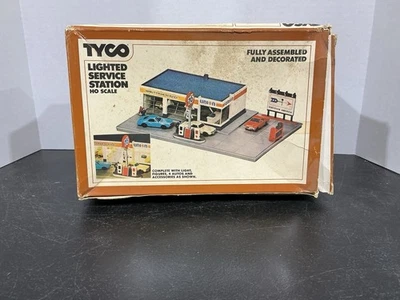 TYCO
LIGHTED
SERVICE
STATION
HO SCALE
FULLY ASSEMBLED
AND DECORATED
COMPLETE WITH LIGHT,
FIGURES, 4 AUTOS AND
ACCESSORIES AS SHOWN.